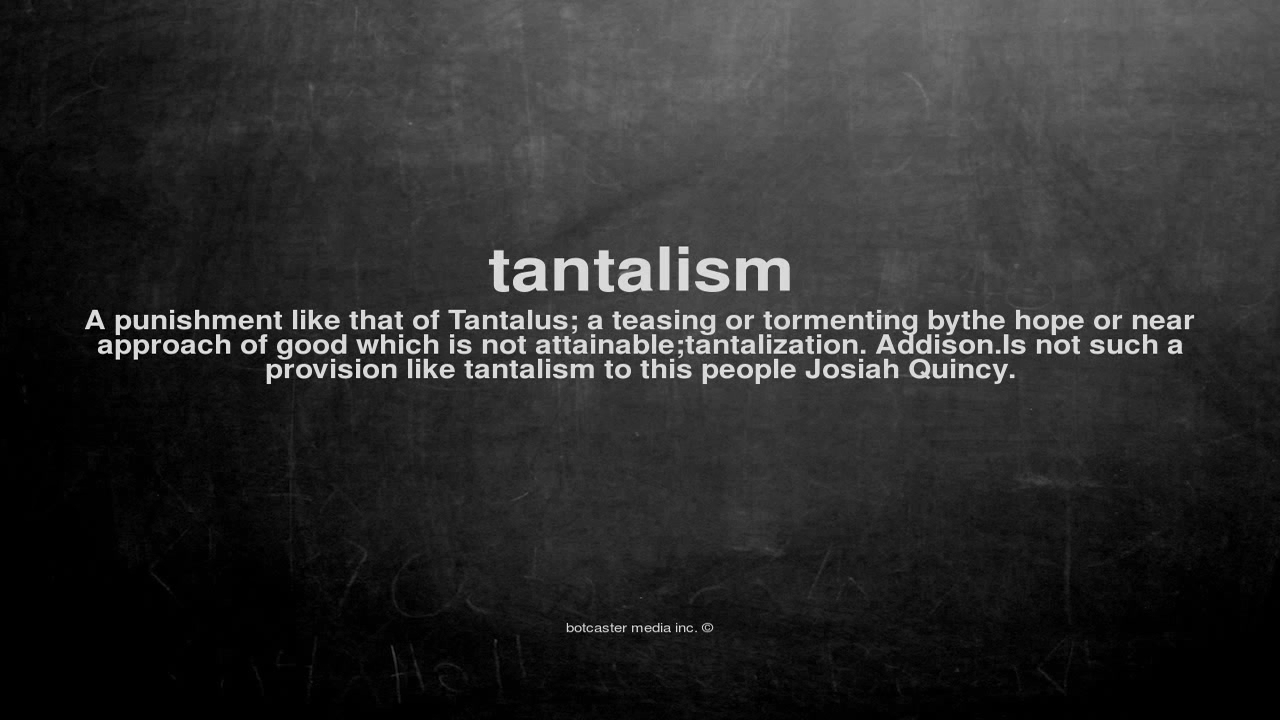 tantalism
A punishment like that of Tantalus; a teasing or tormenting bythe hope or near
approach of good which is not attainable;tantalization. Addison.Is not such a
provision like tantalism to this people Josiah Quincy.
botcaster media inc. ©